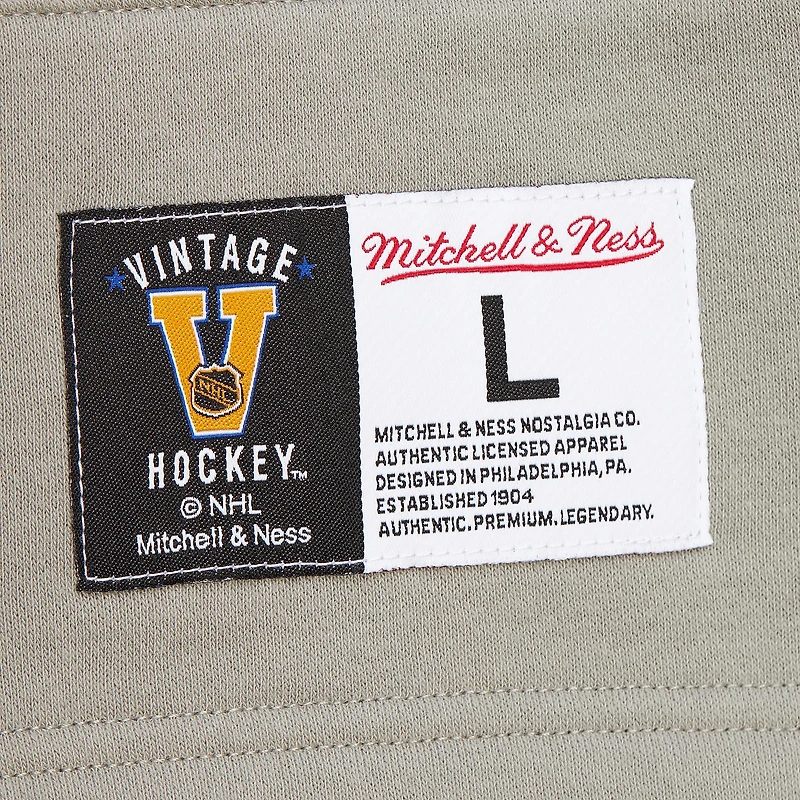 VINTAGE
V
NHL
HOCKEY™
© NHL
Mitchell & Ness
Mitchell & Ness
L
MITCHELL & NESS NOSTALGIA CO.
AUTHENTIC LICENSED APPAREL
DESIGNED IN PHILADELPHIA, PA.
ESTABLISHED 1904
AUTHENTIC. PREMIUM. LEGENDARY.